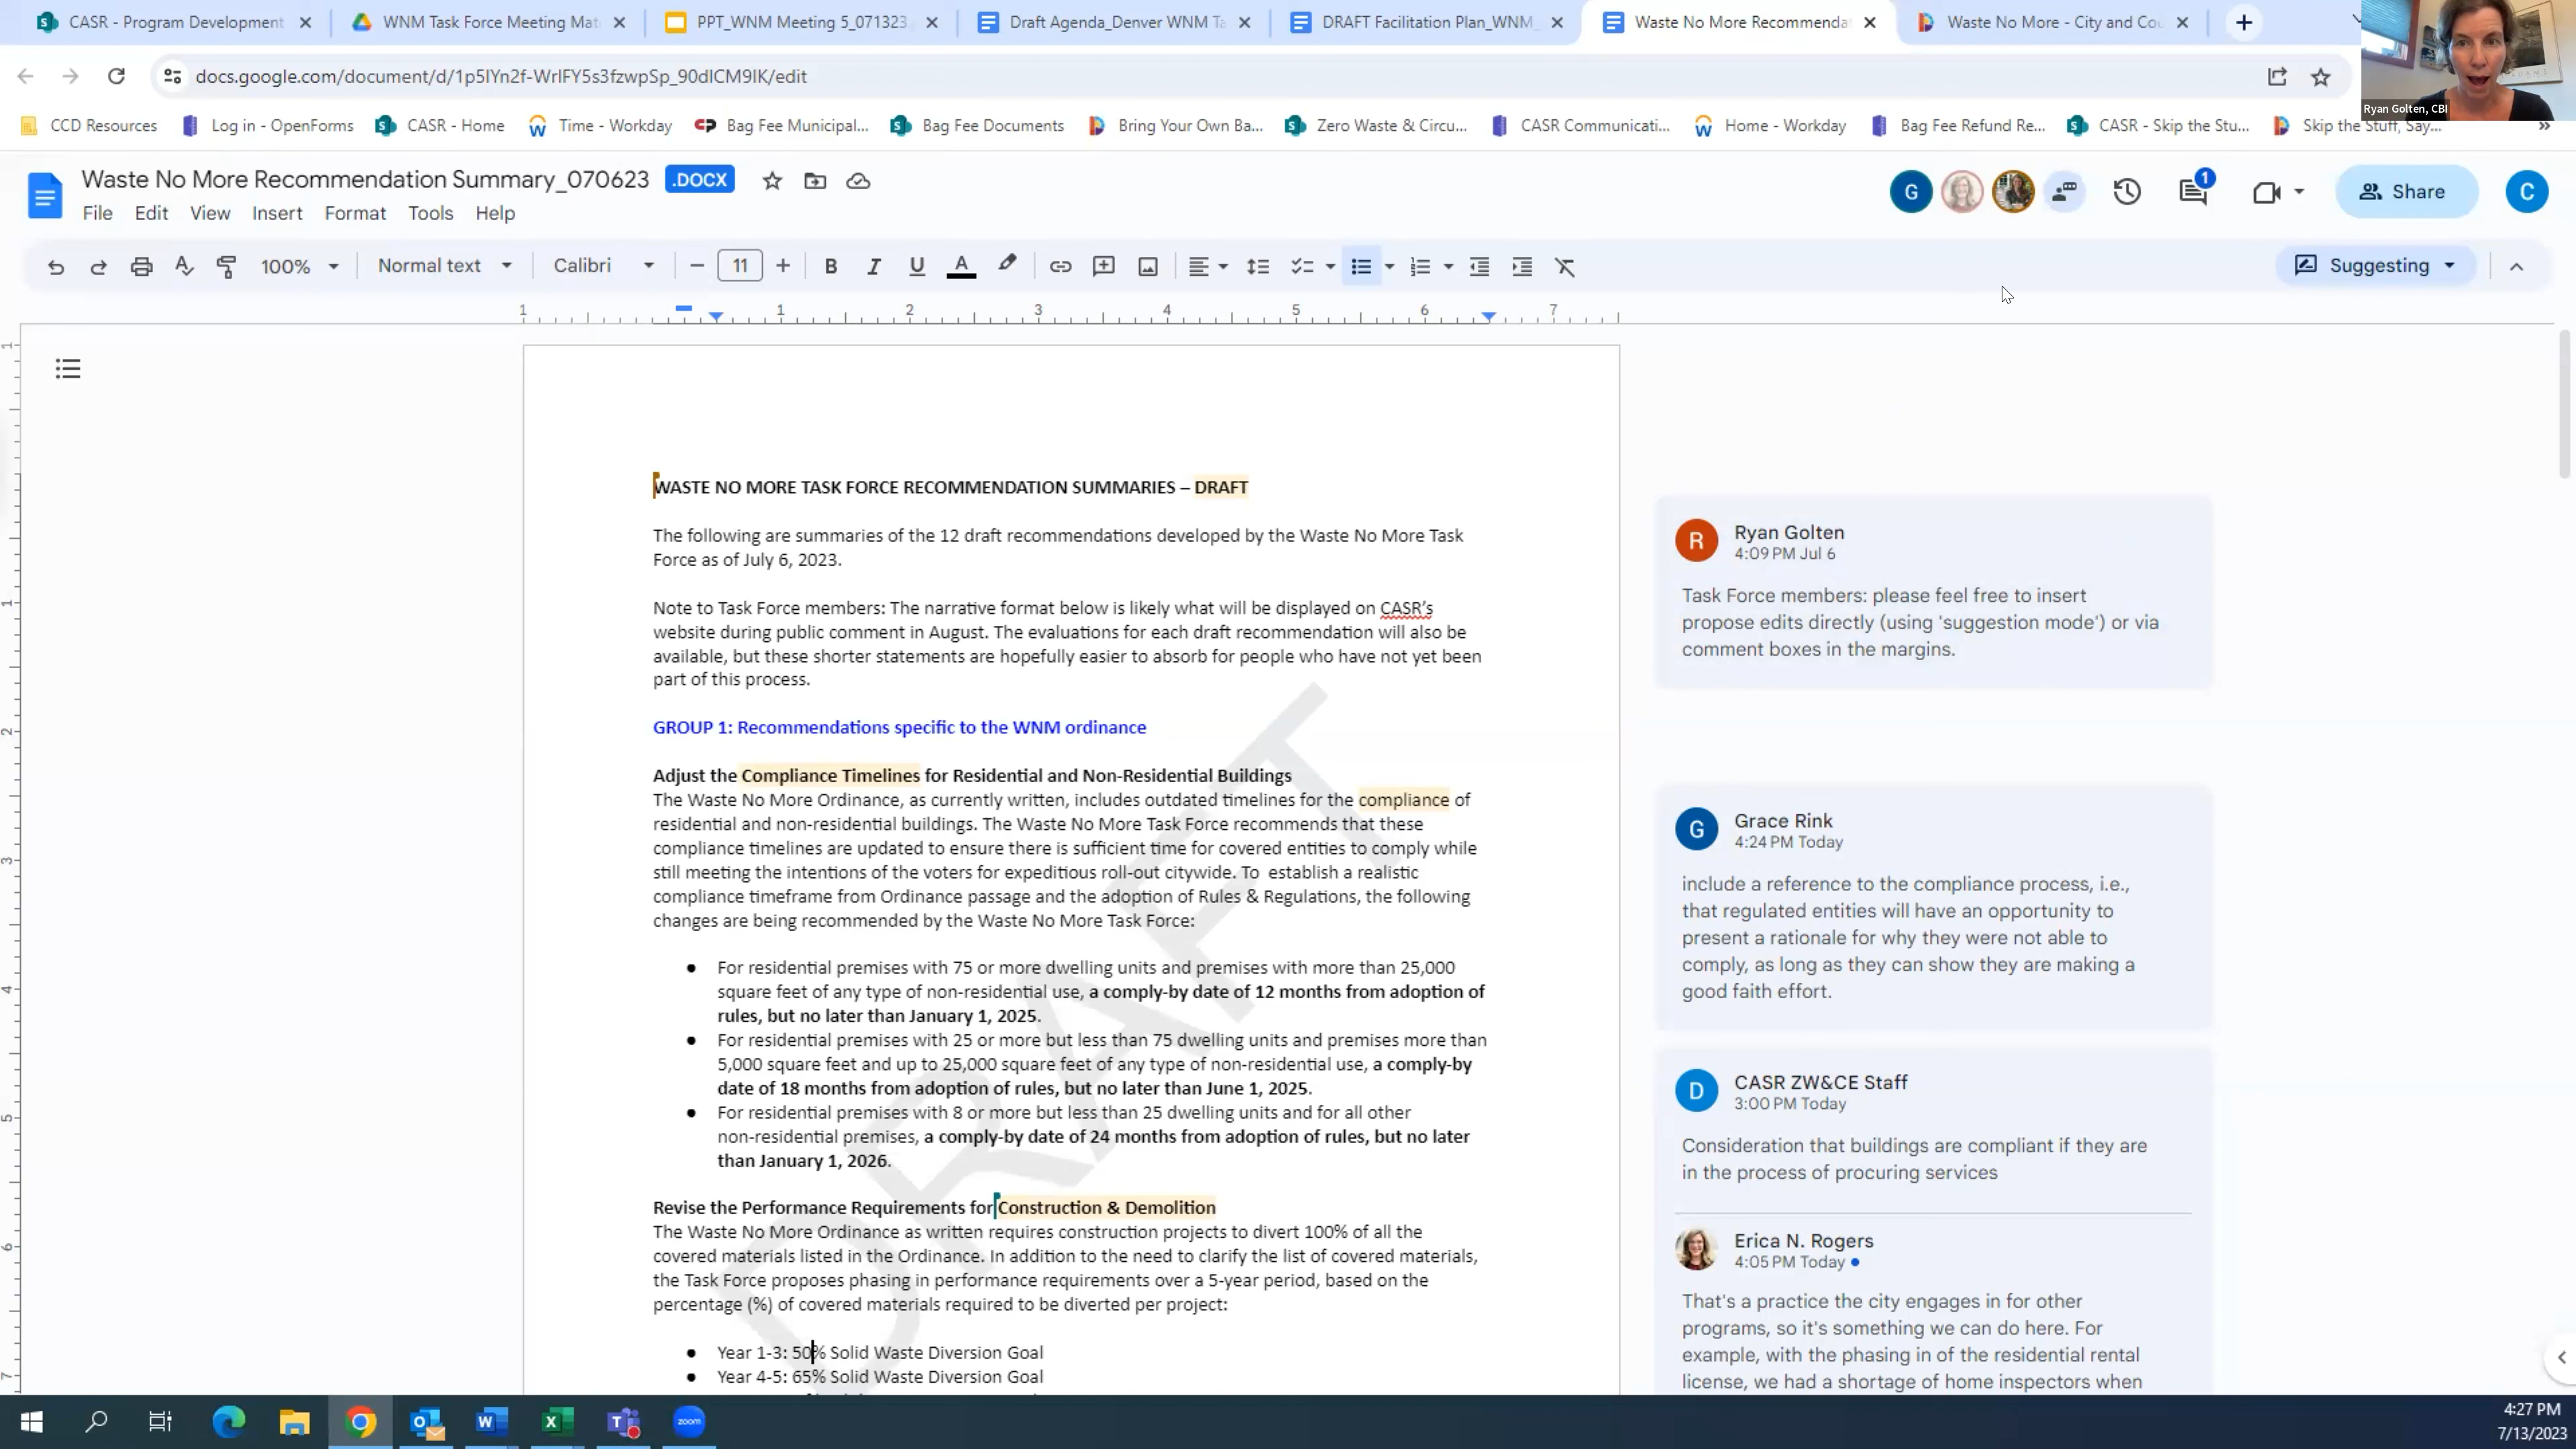 CASR - Program Development
WNM Task Force Meeting Mat
PPT_WNM Meeting 5_071323
Draft Agenda_Denver WNM Ta
DRAFT Facilitation Plan_WNM_
Waste No More Recommendat
Waste No More - City and Cou
docs.google.com/document/d/1p5IYn2f-WrlFY5s3fzwpSp_90dICM9IK/edit
Ryan Golten, CBI
CCD Resources
Log in - OpenForms
CASR - Home
Time - Workday
Bag Fee Municipal...
Bag Fee Documents
Bring Your Own Ba...
Zero Waste & Circu...
CASR Communicati...
Home - Workday
Bag Fee Refund Re...
CASR - Skip the Stu...
Skip the Stuff, Say...
Waste No More Recommendation Summary_070623 .DOCX
G
1
Share
C
File Edit View Insert Format Tools Help
100% Normal text Calibri 11 B I U A Suggesting
1 1 2 3 4 5 6 7
1 1 2 3 4 5 6 7
WASTE NO MORE TASK FORCE RECOMMENDATION SUMMARIES – DRAFT
The following are summaries of the 12 draft recommendations developed by the Waste No More Task
Force as of July 6, 2023.
Note to Task Force members: The narrative format below is likely what will be displayed on CASR's
website during public comment in August. The evaluations for each draft recommendation will also be
available, but these shorter statements are hopefully easier to absorb for people who have not yet been
part of this process.
GROUP 1: Recommendations specific to the WNM ordinance
Adjust the Compliance Timelines for Residential and Non-Residential Buildings
The Waste No More Ordinance, as currently written, includes outdated timelines for the compliance of
residential and non-residential buildings. The Waste No More Task Force recommends that these
compliance timelines are updated to ensure there is sufficient time for covered entities to comply while
still meeting the intentions of the voters for expeditious roll-out citywide. To establish a realistic
compliance timeframe from Ordinance passage and the adoption of Rules & Regulations, the following
changes are being recommended by the Waste No More Task Force:
● For residential premises with 75 or more dwelling units and premises with more than 25,000
square feet of any type of non-residential use, a comply-by date of 12 months from adoption of
rules, but no later than January 1, 2025.
● For residential premises with 25 or more but less than 75 dwelling units and premises more than
5,000 square feet and up to 25,000 square feet of any type of non-residential use, a comply-by
date of 18 months from adoption of rules, but no later than June 1, 2025.
● For residential premises with 8 or more but less than 25 dwelling units and for all other
non-residential premises, a comply-by date of 24 months from adoption of rules, but no later
than January 1, 2026.
Revise the Performance Requirements for Construction & Demolition
The Waste No More Ordinance as written requires construction projects to divert 100% of all the
covered materials listed in the Ordinance. In addition to the need to clarify the list of covered materials,
the Task Force proposes phasing in performance requirements over a 5-year period, based on the
percentage (%) of covered materials required to be diverted per project:
● Year 1-3: 50% Solid Waste Diversion Goal
● Year 4-5: 65% Solid Waste Diversion Goal
DRAFT
R
Ryan Golten
4:09 PM Jul 6
Task Force members: please feel free to insert
propose edits directly (using 'suggestion mode') or via
comment boxes in the margins.
G
Grace Rink
4:24 PM Today
include a reference to the compliance process, i.e.,
that regulated entities will have an opportunity to
present a rationale for why they were not able to
comply, as long as they can show they are making a
good faith effort.
D
CASR ZW&CE Staff
3:00 PM Today
Consideration that buildings are compliant if they are
in the process of procuring services
Erica N. Rogers
4:05 PM Today
That's a practice the city engages in for other
programs, so it's something we can do here. For
example, with the phasing in of the residential rental
license, we had a shortage of home inspectors when
zoom
4:27 PM
7/13/2023